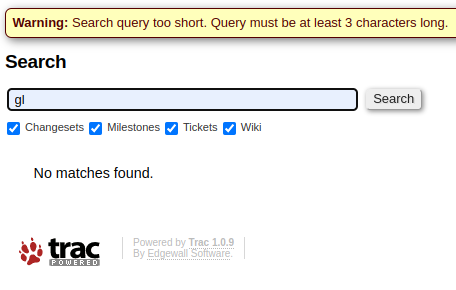 Warning: Search query too short. Query must be at least 3 characters long.
Search
gl
Search
Changesets Milestones Tickets Wiki
No matches found.
trac
POWERED
Powered by Trac 1.0.9
By Edgewall Software.